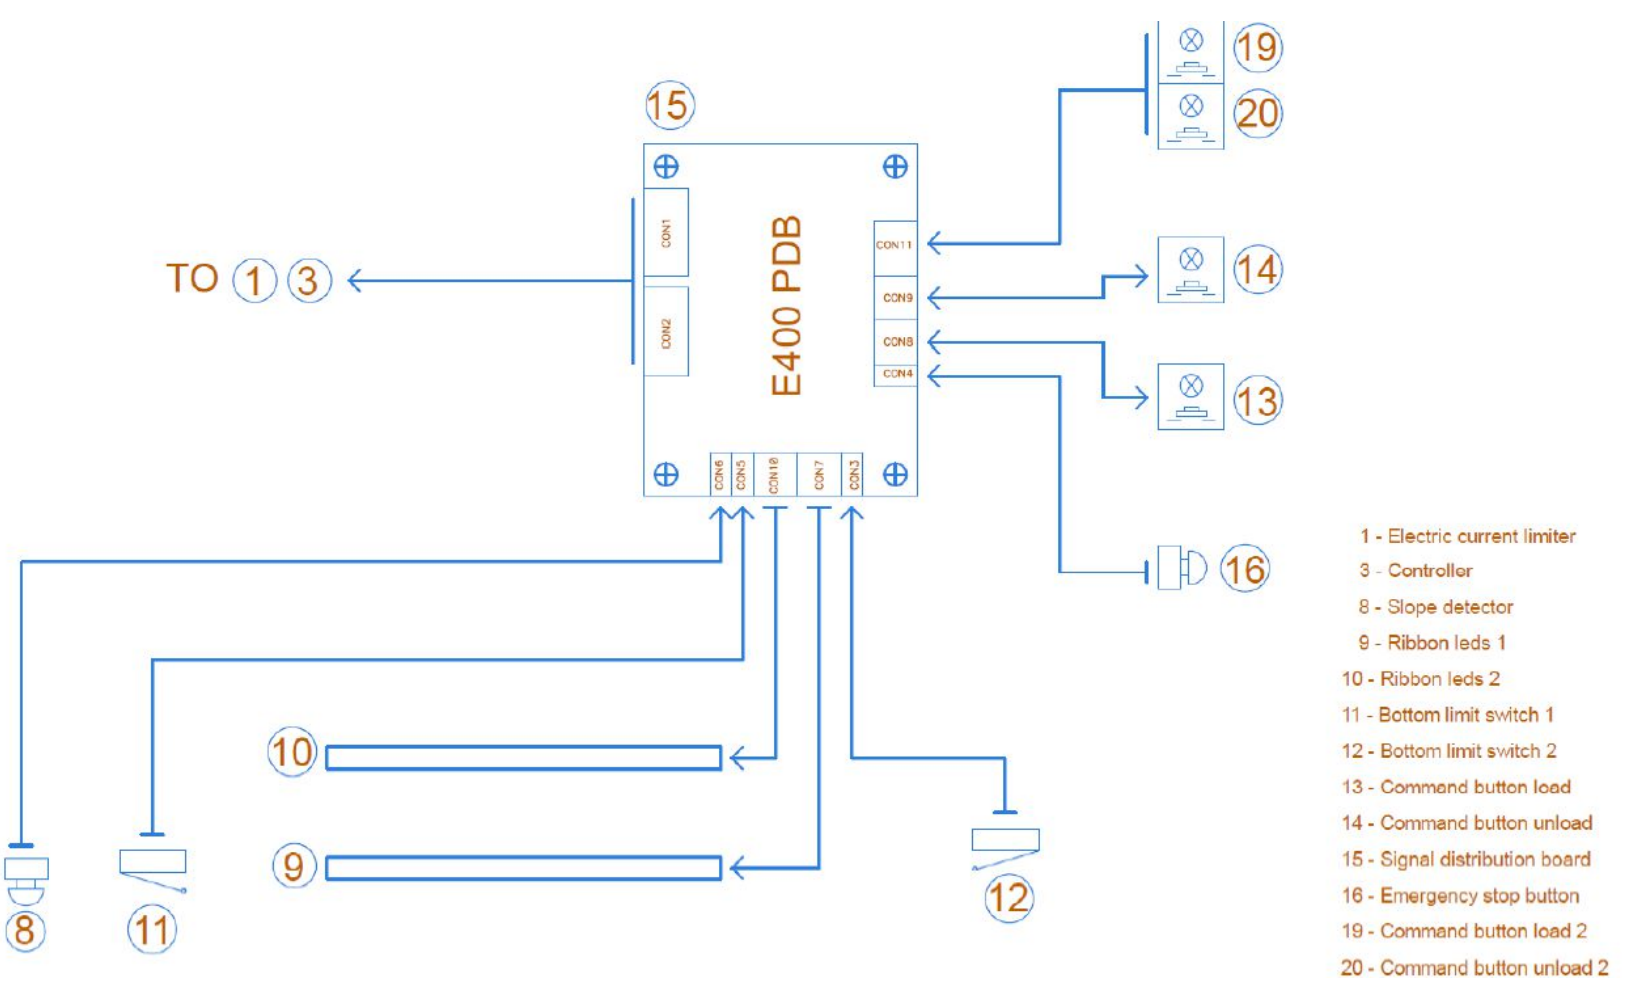 19
20
15
CON1
CON2
E400 PDB
CON11
CON9
CON8
CON4
TO 1 3
14
13
CON6
CON5
CON10
CON7
CON3
16
10
9
8
11
12
1 - Electric current limiter
3 - Controller
8 - Slope detector
9 - Ribbon leds 1
10 - Ribbon leds 2
11 - Bottom limit switch 1
12 - Bottom limit switch 2
13 - Command button load
14 - Command button unload
15 - Signal distribution board
16 - Emergency stop button
19 - Command button load 2
20 - Command button unload 2